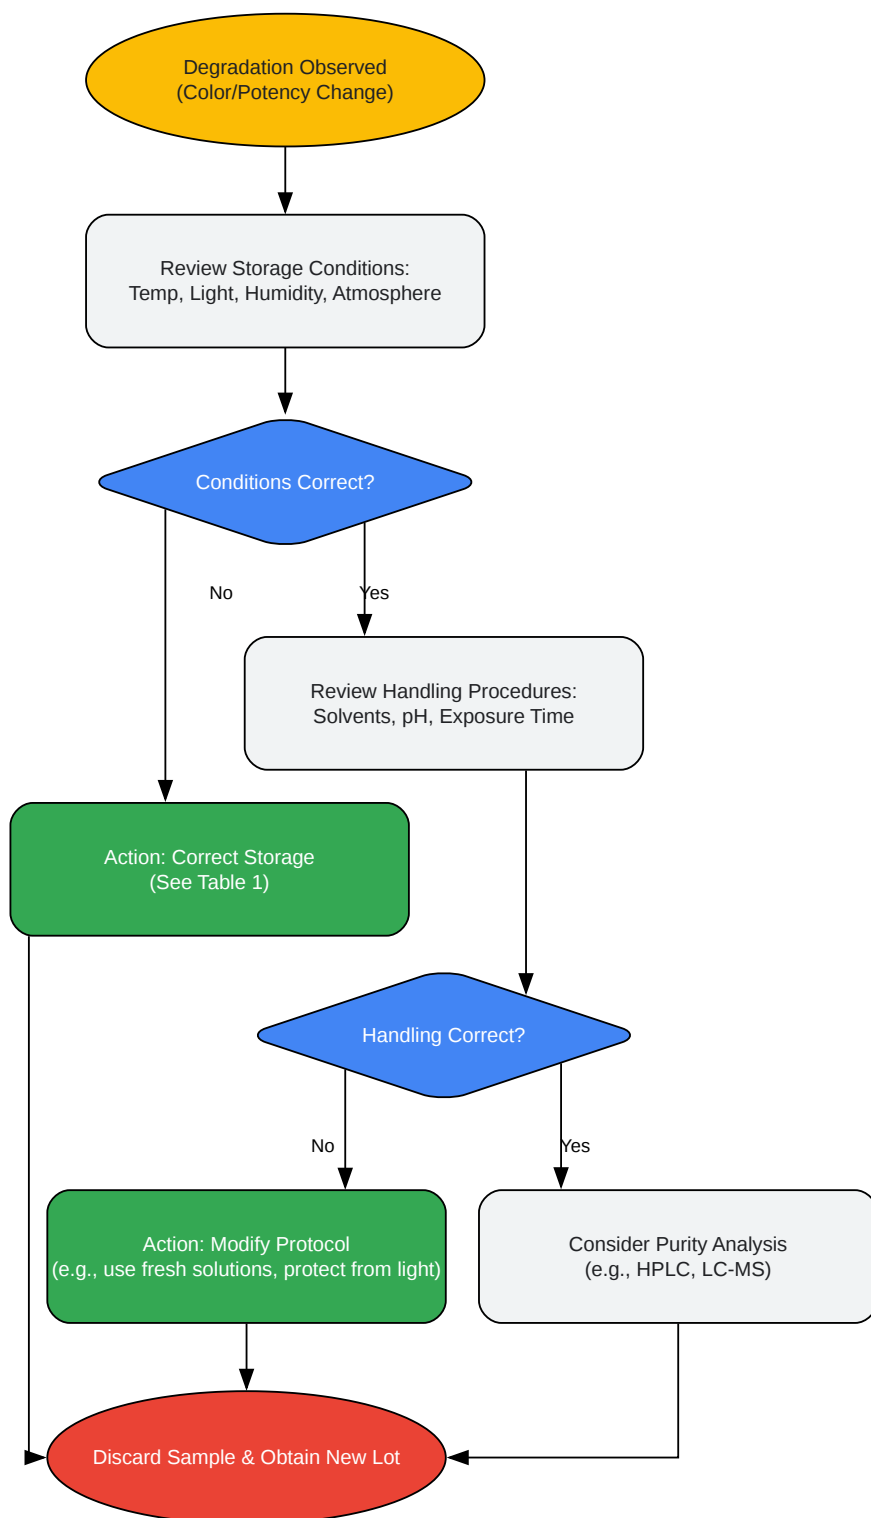 Degradation Observed
(Color/Potency Change)
Review Storage Conditions:
Temp, Light, Humidity, Atmosphere
Conditions Correct?
No
Yes
Review Handling Procedures:
Solvents, pH, Exposure Time
Action: Correct Storage
(See Table 1)
Handling Correct?
No
Yes
Action: Modify Protocol
(e.g., use fresh solutions, protect from light)
Consider Purity Analysis
(e.g., HPLC, LC-MS)
Discard Sample & Obtain New Lot